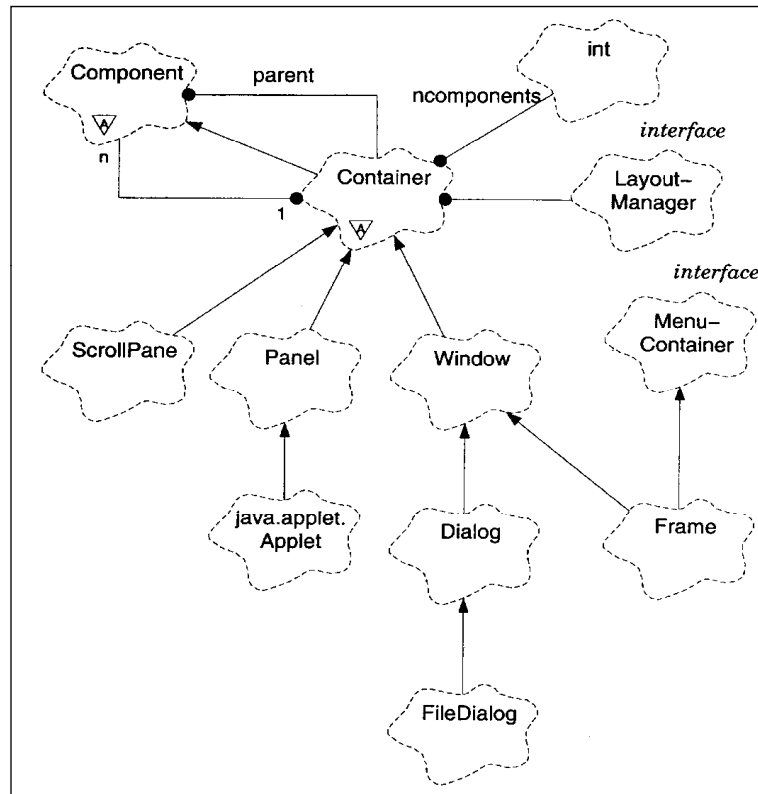 Component
parent
int
ncomponents
A
n
interface
Container
Layout–
Manager
1
A
interface
ScrollPane
Panel
Window
Menu–
Container
java.applet.
Applet
Dialog
Frame
FileDialog